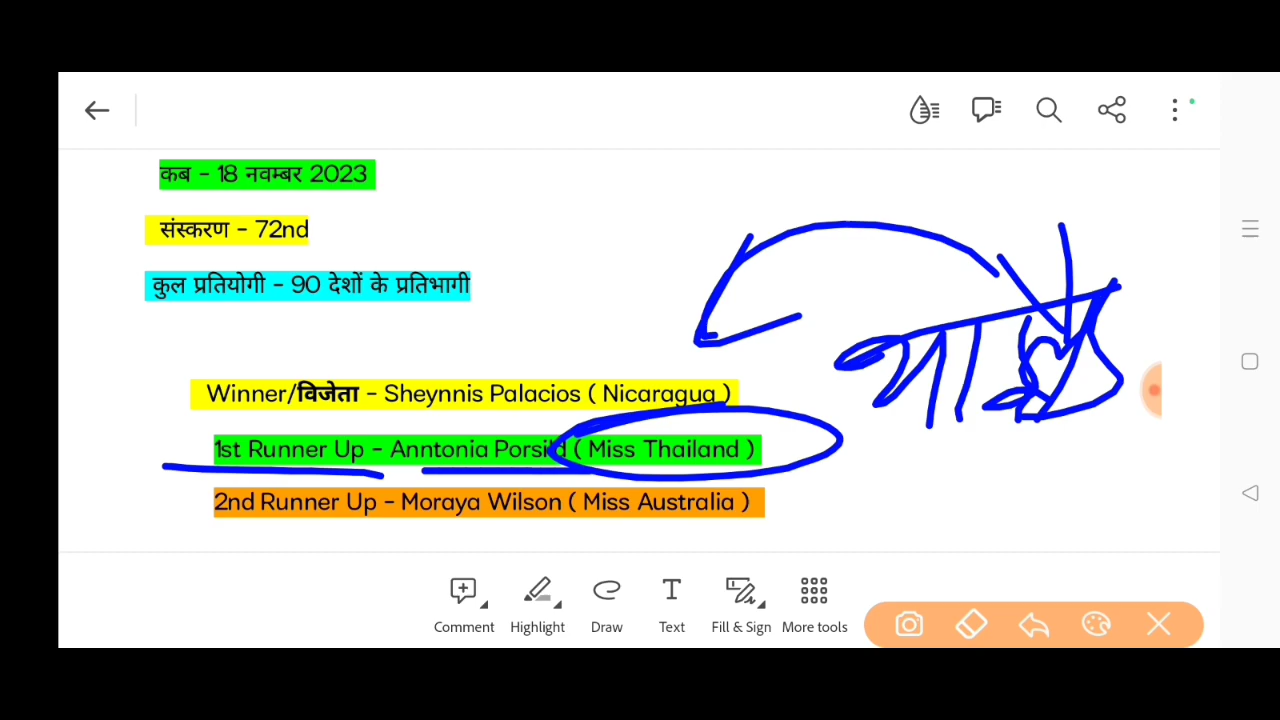 कब - 18 नवम्बर 2023
संस्करण - 72nd
कुल प्रतियोगी - 90 देशों के प्रतिभागी
Winner/विजेता - Sheynnis Palacios ( Nicaragua )
1st Runner Up - Anntonia Porsild ( Miss Thailand )
2nd Runner Up - Moraya Wilson ( Miss Australia )
Comment Highlight Draw Text Fill & Sign More tools